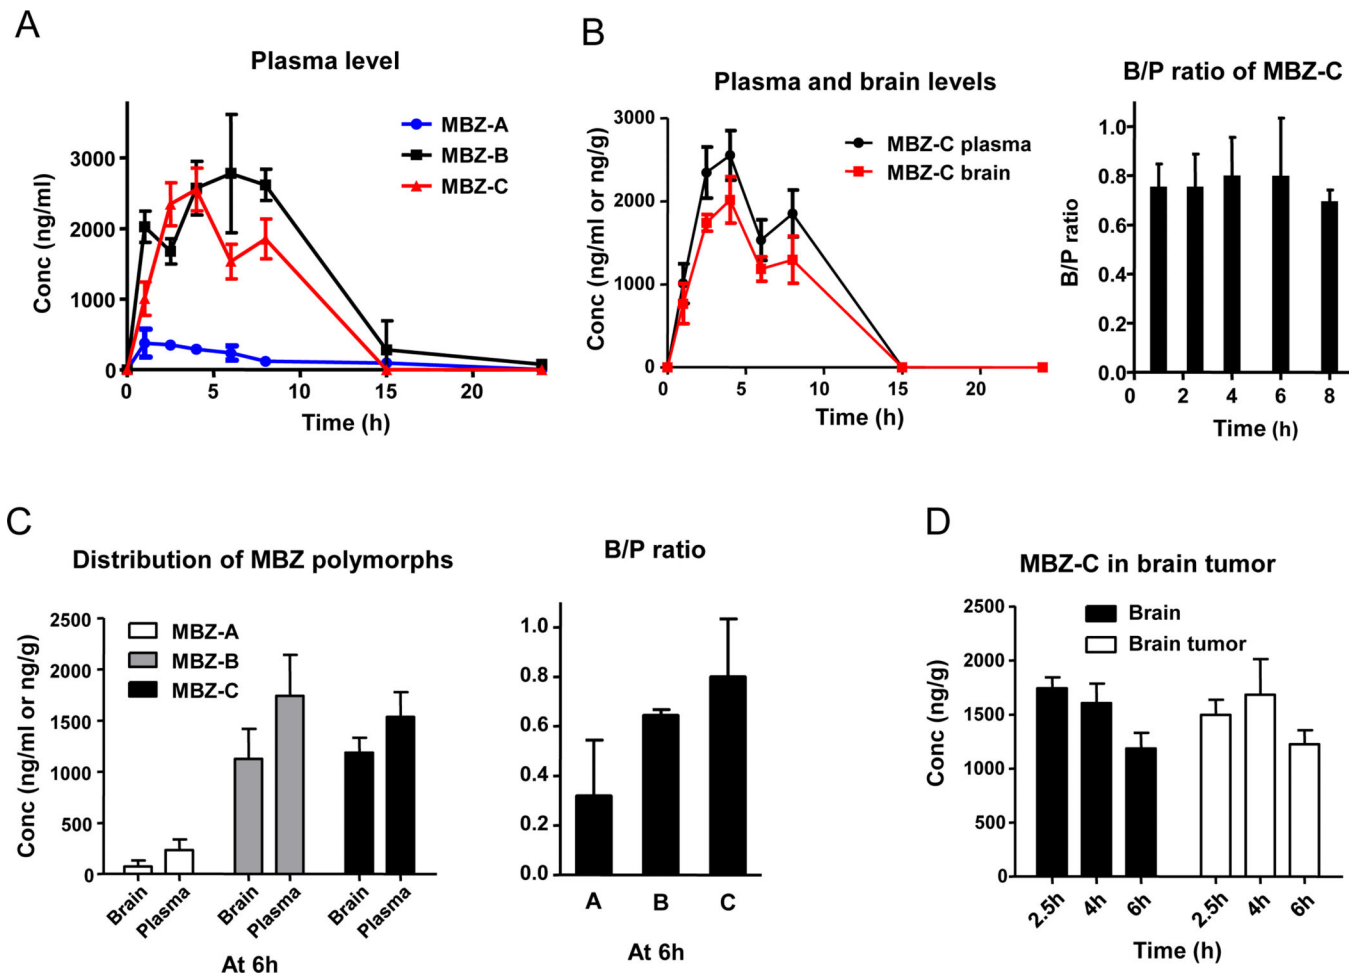 A
Plasma level
Conc (ng/ml)
3000
2000
1000
0
MBZ-A
MBZ-B
MBZ-C
0 5 10 15 20
Time (h)
B
Plasma and brain levels
Conc (ng/ml or ng/g)
3000
2000
1000
0
MBZ-C plasma
MBZ-C brain
0 5 10 15 20
Time (h)
B/P ratio of MBZ-C
B/P ratio
1.0
0.8
0.6
0.4
0.2
0.0
0 2 4 6 8
Time (h)
C
Distribution of MBZ polymorphs
Conc (ng/ml or ng/g)
2500
2000
1500
1000
500
0
MBZ-A
MBZ-B
MBZ-C
Brain Plasma Brain Plasma Brain Plasma
At 6h
B/P ratio
1.0
0.8
0.6
0.4
0.2
0.0
A B C
At 6h
D
MBZ-C in brain tumor
Conc (ng/g)
2500
2000
1500
1000
500
0
Brain
Brain tumor
2.5h 4h 6h 2.5h 4h 6h
Time (h)